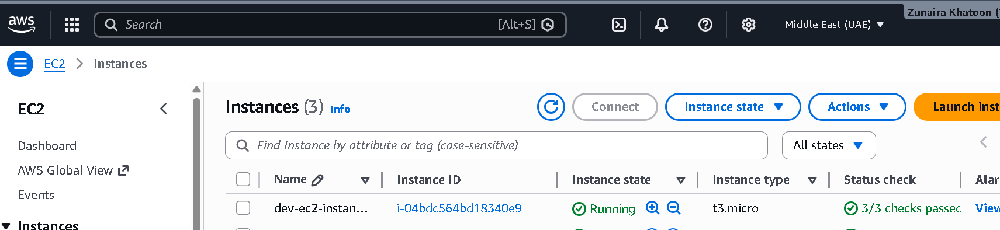 Zunaira Khatoon (
aws
Search [Alt+S]
Middle East (UAE)
EC2 Instances
EC2
Dashboard
AWS Global View
Events
Instances
Instances (3) Info
Connect Instance state Actions Launch inst
Find Instance by attribute or tag (case-sensitive) All states
Name Instance ID Instance state Instance type Status check Alar
dev-ec2-instan... i-04bdc564bd18340e9 Running t3.micro 3/3 checks passec View